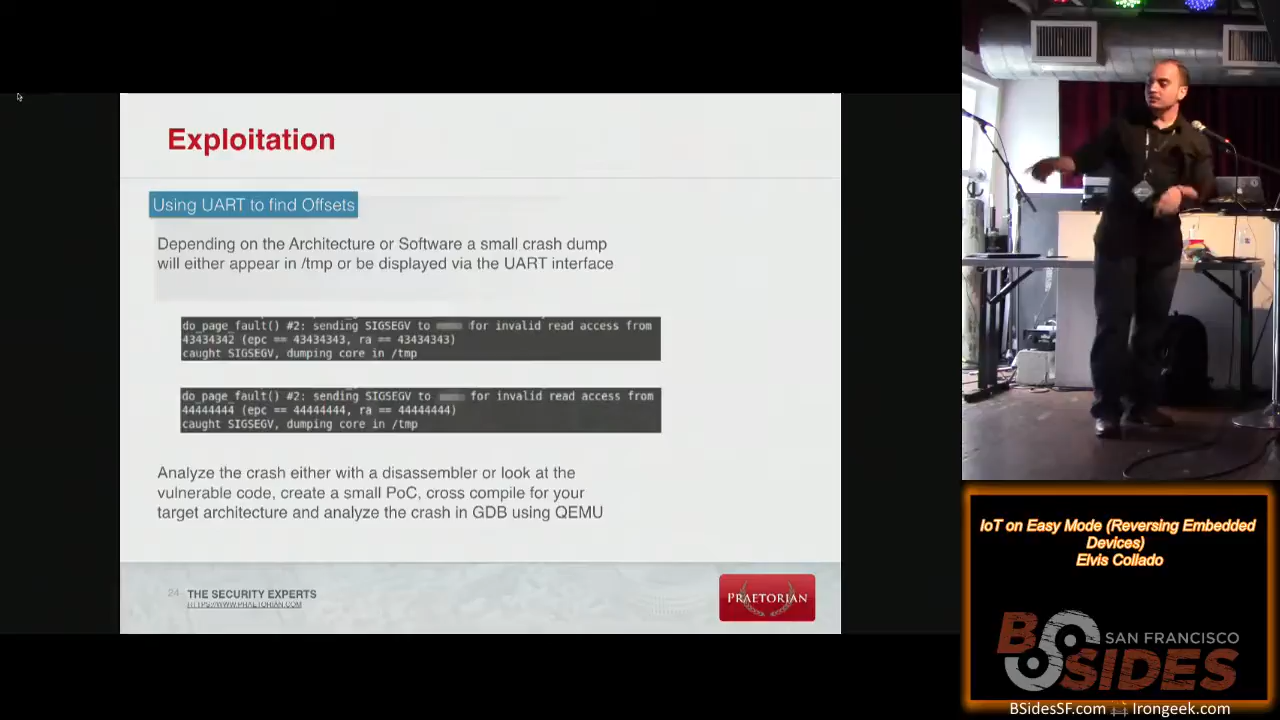 Exploitation
Using UART to find Offsets
Depending on the Architecture or Software a small crash dump
will either appear in /tmp or be displayed via the UART interface
do_page_fault() #2: sending SIGSEGV to for invalid read access from
43434342 (epc == 43434343, ra == 43434343)
caught SIGSEGV, dumping core in /tmp
do_page_fault() #2: sending SIGSEGV to for invalid read access from
44444444 (epc == 44444444, ra == 44444444)
caught SIGSEGV, dumping core in /tmp
Analyze the crash either with a disassembler or look at the
vulnerable code, create a small PoC, cross compile for your
target architecture and analyze the crash in GDB using QEMU
24 THE SECURITY EXPERTS
HTTPS://WWW.PRAETORIAN.COM
PRAETORIAN
IoT on Easy Mode (Reversing Embedded
Devices)
Elvis Collado
BSIDES
SAN FRANCISCO
BSidesSF.com Irongeek.com